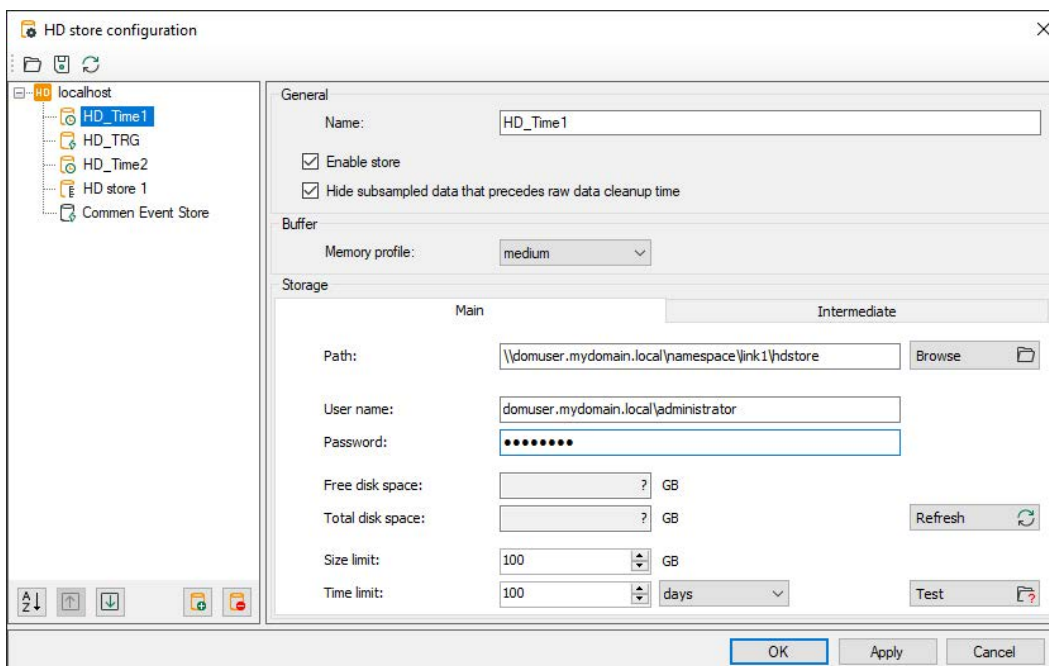 HD store configuration
HD localhost
HD_Time1
HD_TRG
HD_Time2
HD store 1
Commen Event Store
General
Name: HD_Time1
Enable store
Hide subsampled data that precedes raw data cleanup time
Buffer
Memory profile: medium
Storage
Main Intermediate
Path: \\domuser.mydomain.local\namespace\link1\hdstore Browse
User name: domuser.mydomain.local\administrator
Password: ●●●●●●●●
Free disk space: ? GB
Total disk space: ? GB Refresh
Size limit: 100 GB
Time limit: 100 days Test
A
Z
OK Apply Cancel